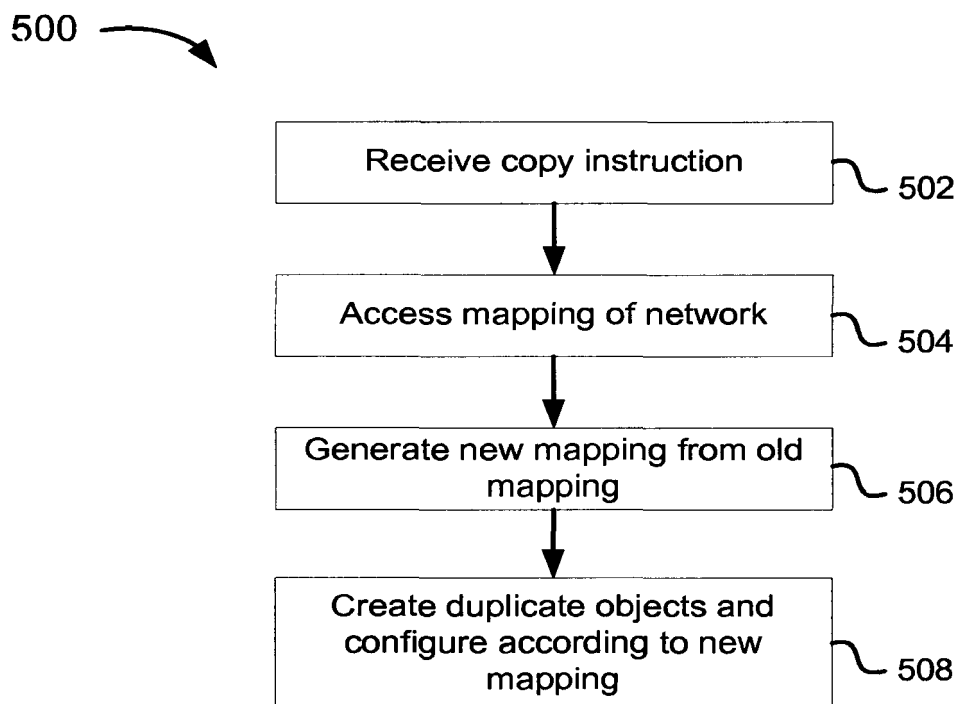 500
Receive copy instruction
502
Access mapping of network
504
Generate new mapping from old
mapping
506
Create duplicate objects and
configure according to new
mapping
508